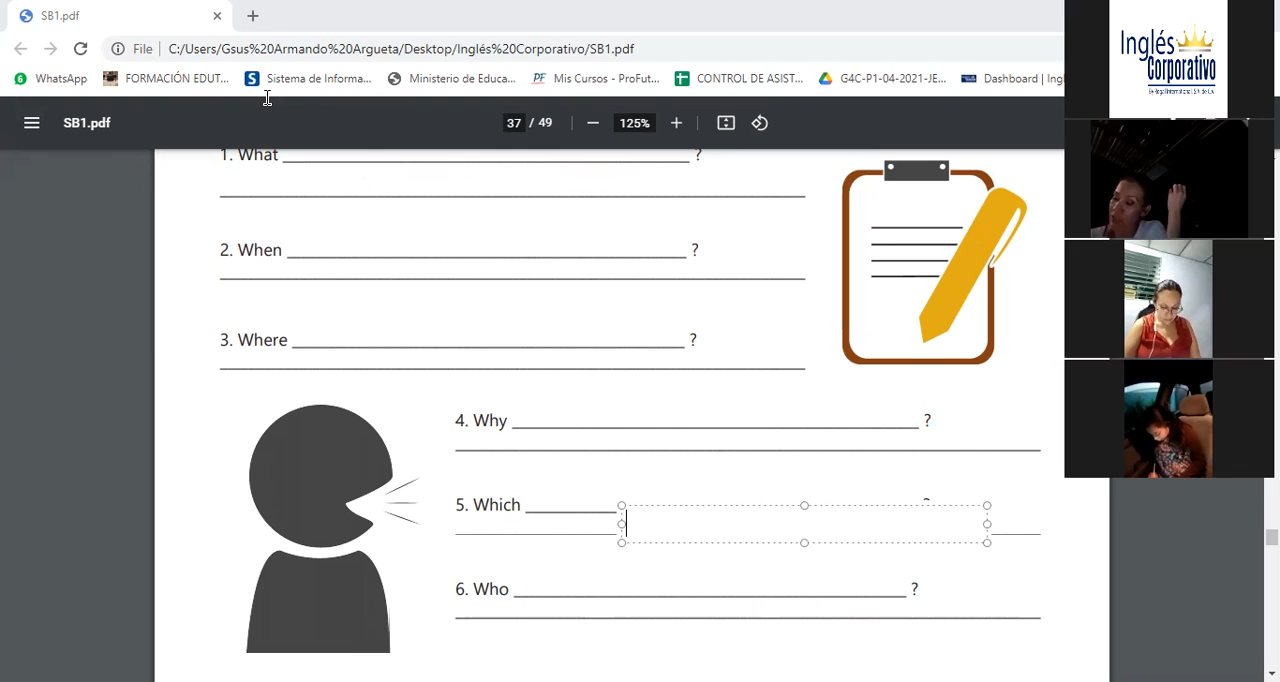 SB1.pdf
File C:/Users/Gsus%20Armando%20Argueta/Desktop/Inglés%20Corporativo/SB1.pdf
WhatsApp FORMACIÓN EDUT... Sistema de Informa... Ministerio de Educa... PF Mis Cursos - ProFut... CONTROL DE ASIST... G4C-P1-04-2021-JE... Dashboard | Ingl
SB1.pdf 37 / 49 125%
1. What ?
2. When ?
3. Where ?
4. Why ?
5. Which ?
6. Who ?
Inglés
Corporativo